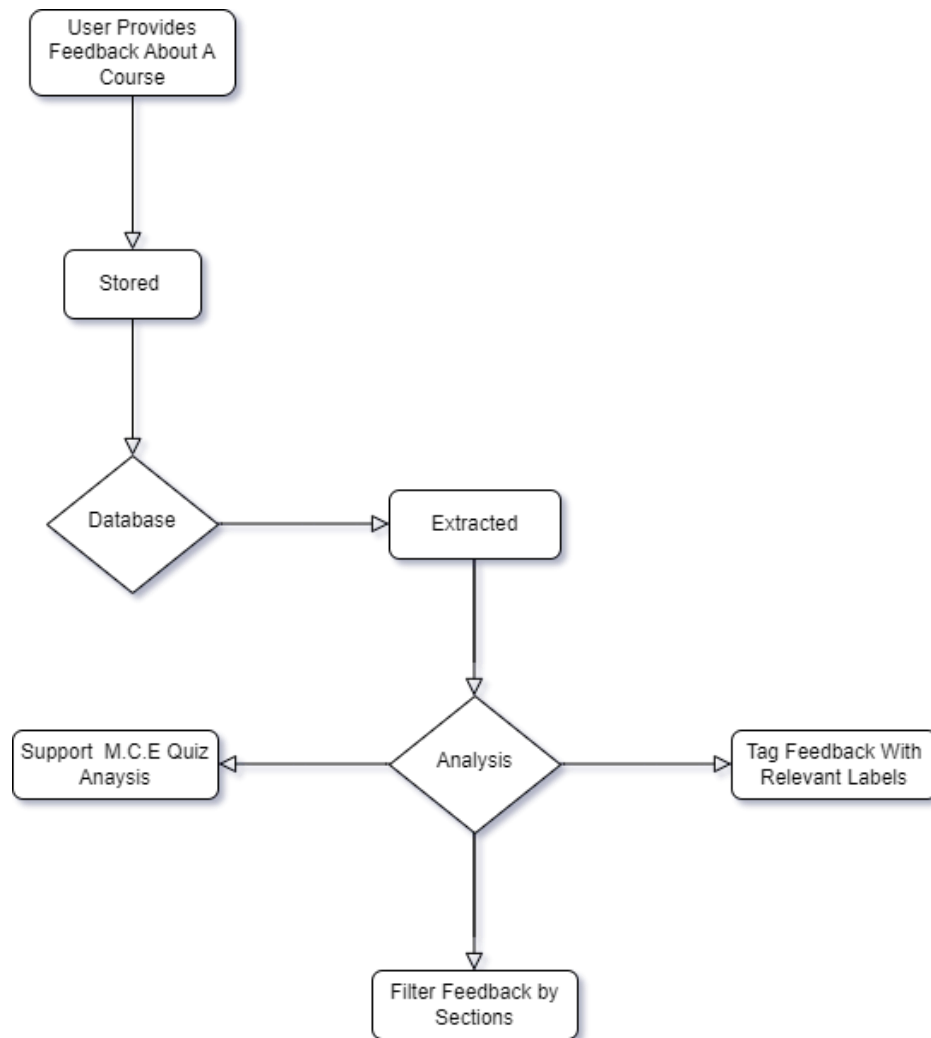 User Provides
Feedback About A
Course
Stored
Database
Extracted
Analysis
Support M.C.E Quiz
Anaysis
Tag Feedback With
Relevant Labels
Filter Feedback by
Sections